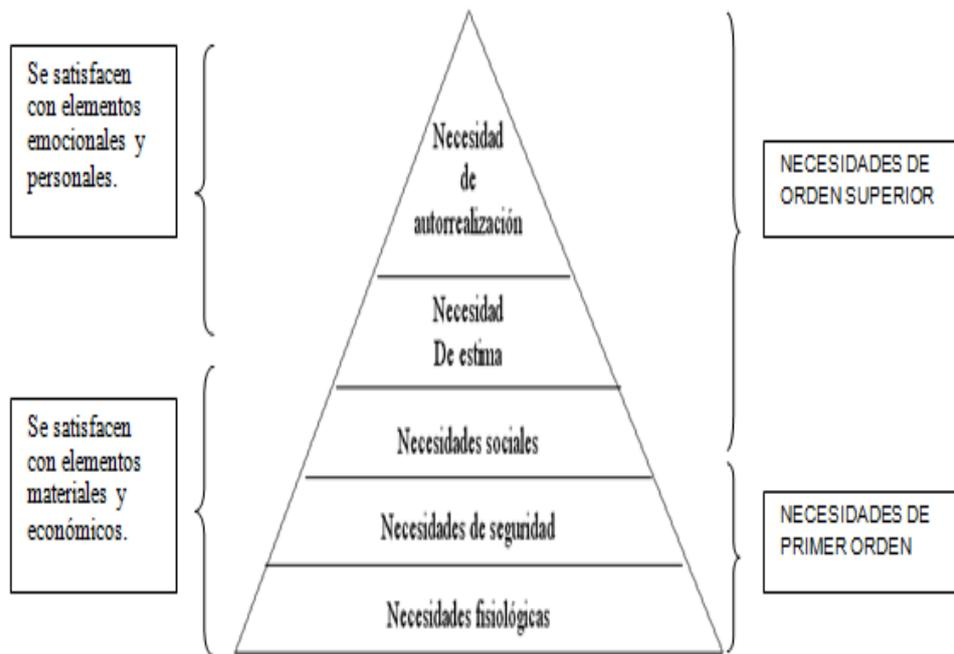 Se satisfacen
con elementos
emocionales y
personales.
Necesidad
de
autorrealización
NECESIDADES DE
ORDEN SUPERIOR
Necesidad
De estima
Se satisfacen
con elementos
materiales y
económicos.
Necesidades sociales
Necesidades de seguridad
Necesidades fisiológicas
NECESIDADES DE
PRIMER ORDEN